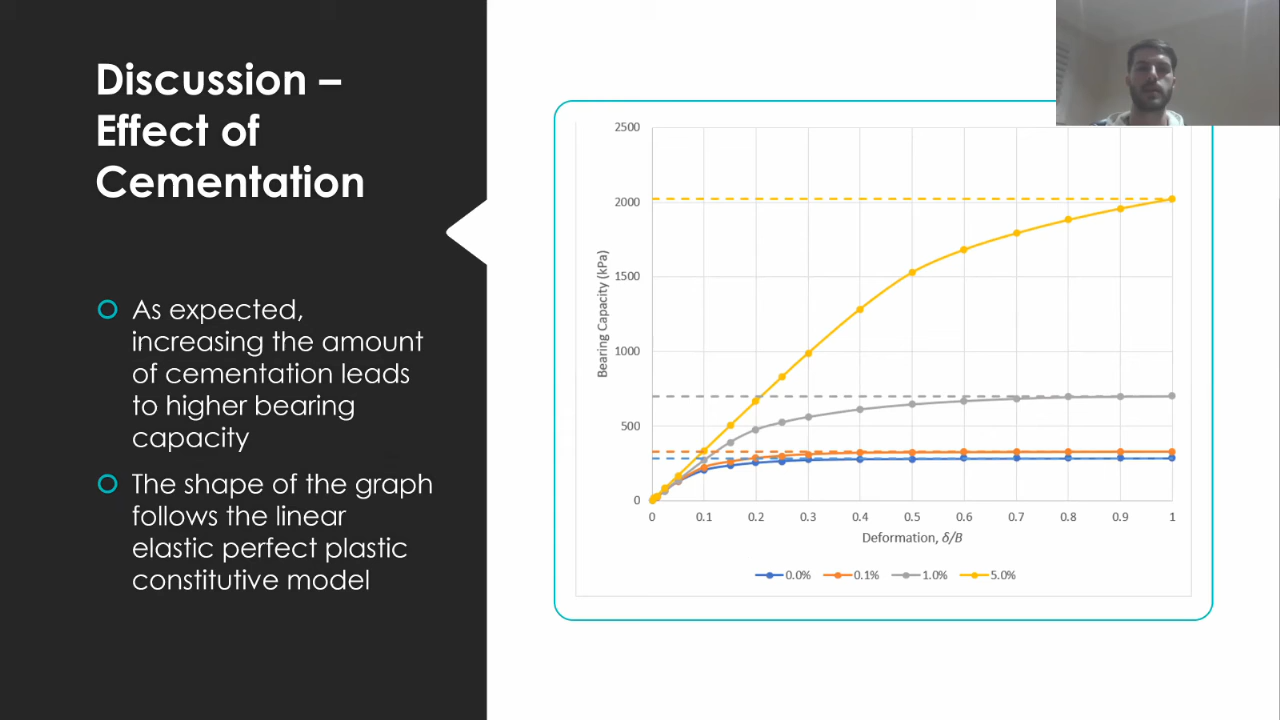 Discussion –
Effect of
Cementation
As expected,
increasing the amount
of cementation leads
to higher bearing
capacity
The shape of the graph
follows the linear
elastic perfect plastic
constitutive model
2500
2000
1500
1000
500
0
Bearing Capacity (kPa)
0 0.1 0.2 0.3 0.4 0.5 0.6 0.7 0.8 0.9 1
Deformation, δ/B
0.0% 0.1% 1.0% 5.0%